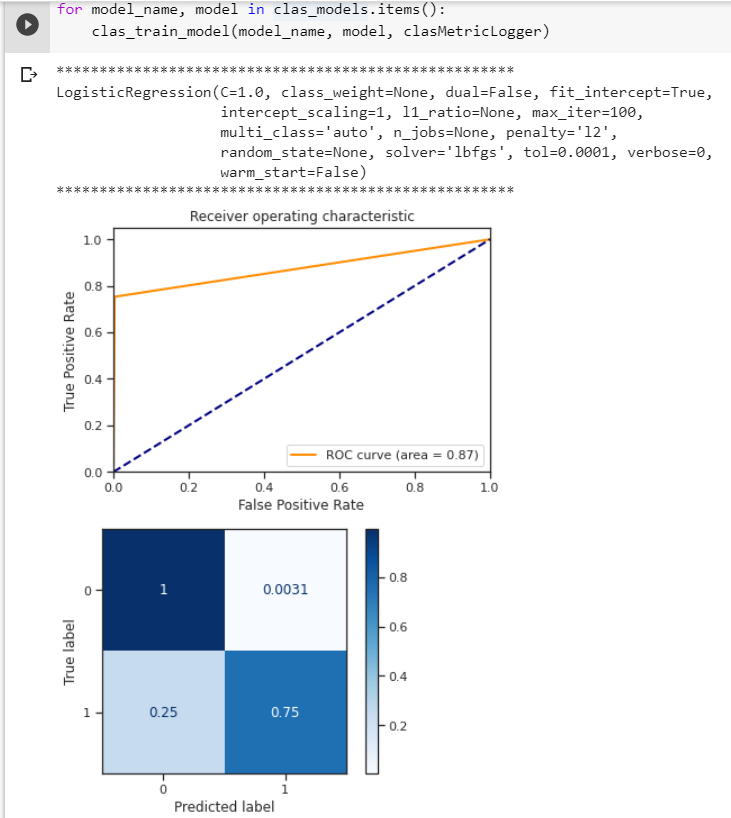 for model_name, model in clas_models.items():
    clas_train_model(model_name, model, clasMetricLogger)
*****************************************************
LogisticRegression(C=1.0, class_weight=None, dual=False, fit_intercept=True,
                   intercept_scaling=1, l1_ratio=None, max_iter=100,
                   multi_class='auto', n_jobs=None, penalty='l2',
                   random_state=None, solver='lbfgs', tol=0.0001, verbose=0,
                   warm_start=False)
*****************************************************
Receiver operating characteristic
1.0
0.8
0.6
0.4
0.2
0.0
True Positive Rate
ROC curve (area = 0.87)
0.0 0.2 0.4 0.6 0.8 1.0
False Positive Rate
True label
0 1 0.0031
1 0.25 0.75
0 1
Predicted label
0.8
0.6
0.4
0.2